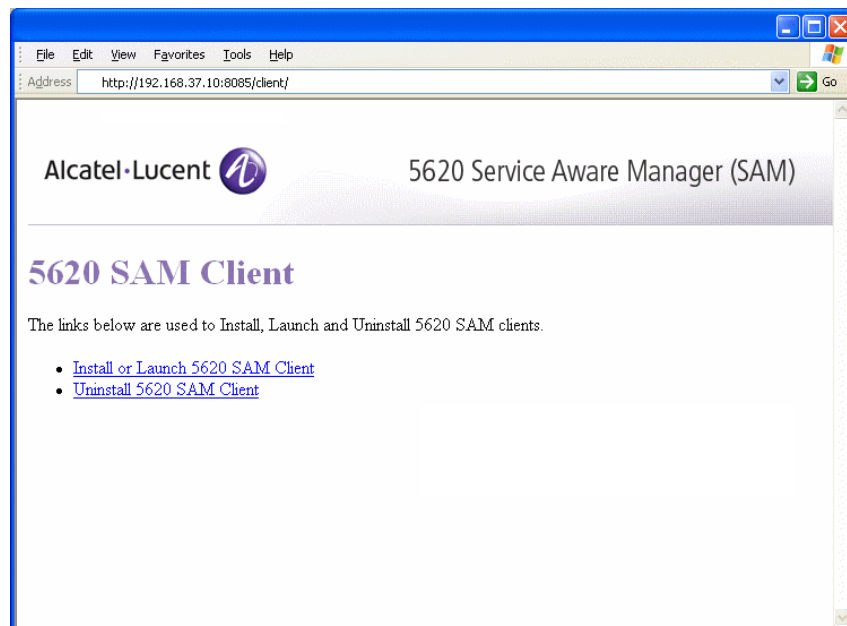 File Edit View Favorites Tools Help
Address http://192.168.37.10:8085/client/ Go
Alcatel·Lucent 5620 Service Aware Manager (SAM)
5620 SAM Client
The links below are used to Install, Launch and Uninstall 5620 SAM clients.
• Install or Launch 5620 SAM Client
• Uninstall 5620 SAM Client